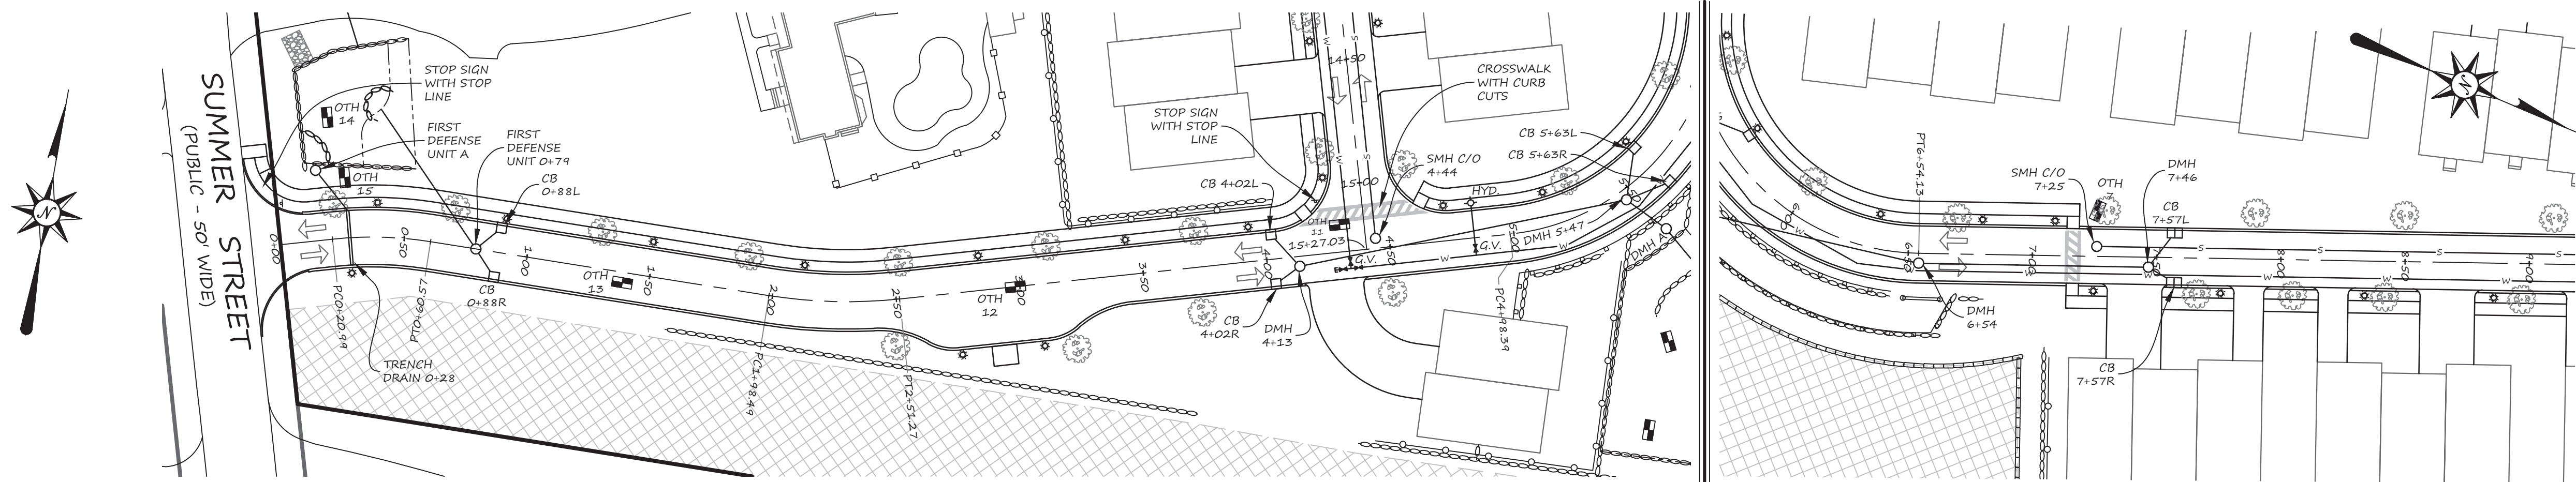 N
SUMMER STREET
(PUBLIC - 50' WIDE)
STOP SIGN
WITH STOP
LINE
OTH
14
FIRST
DEFENSE
UNIT A
FIRST
DEFENSE
UNIT 0+79
OTH
15
CB
0+88L
0+00
0+50
PC0+20.99
PT0+60.57
TRENCH
DRAIN 0+28
CB
0+88R
1+00
OTH
13
1+50
2+00
PC1+98.49
2+50
PT2+51.27
OTH
12
3+00
3+50
CB 4+02L
4+00
CB
4+02R
DMH
4+13
STOP SIGN
WITH STOP
LINE
14+50
15+00
OTH
11
15+27.03
G.V.
4+50
CROSSWALK
WITH CURB
CUTS
SMH C/O
4+44
HYD.
G.V.
5+00
PC4+98.39
CB 5+63L
CB 5+63R
5+50
DMH 5+47
DMH A
W
S
W
S
W
W
6+00
W
PT6+54.13
6+50
DMH
6+54
7+00
SMH C/O
7+25
OTH
7
DMH
7+46
CB
7+57L
CB
7+57R
S
S
S
S
W
W
W
W
W
8+00
8+50
9+00
N